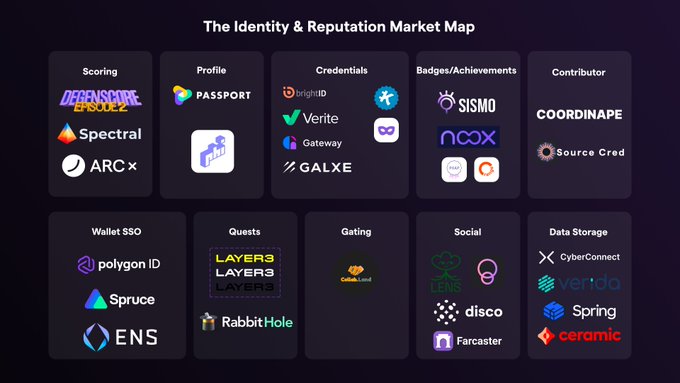 The Identity & Reputation Market Map
Scoring
DEGENSCORE
EPISODE 2
Spectral
ARCx
Profile
PASSPORT
Credentials
brightID
Verite
Gateway
GALXE
Badges/Achievements
SISMO
noox
POAP
Contributor
COORDINAPE
Source Cred
Wallet SSO
polygon ID
Spruce
ENS
Quests
LAYER3
LAYER3
LAYER3
RabbitHole
Gating
Collab.Land
Social
LENS
disco
Farcaster
Data Storage
CyberConnect
verida
Spring
ceramic